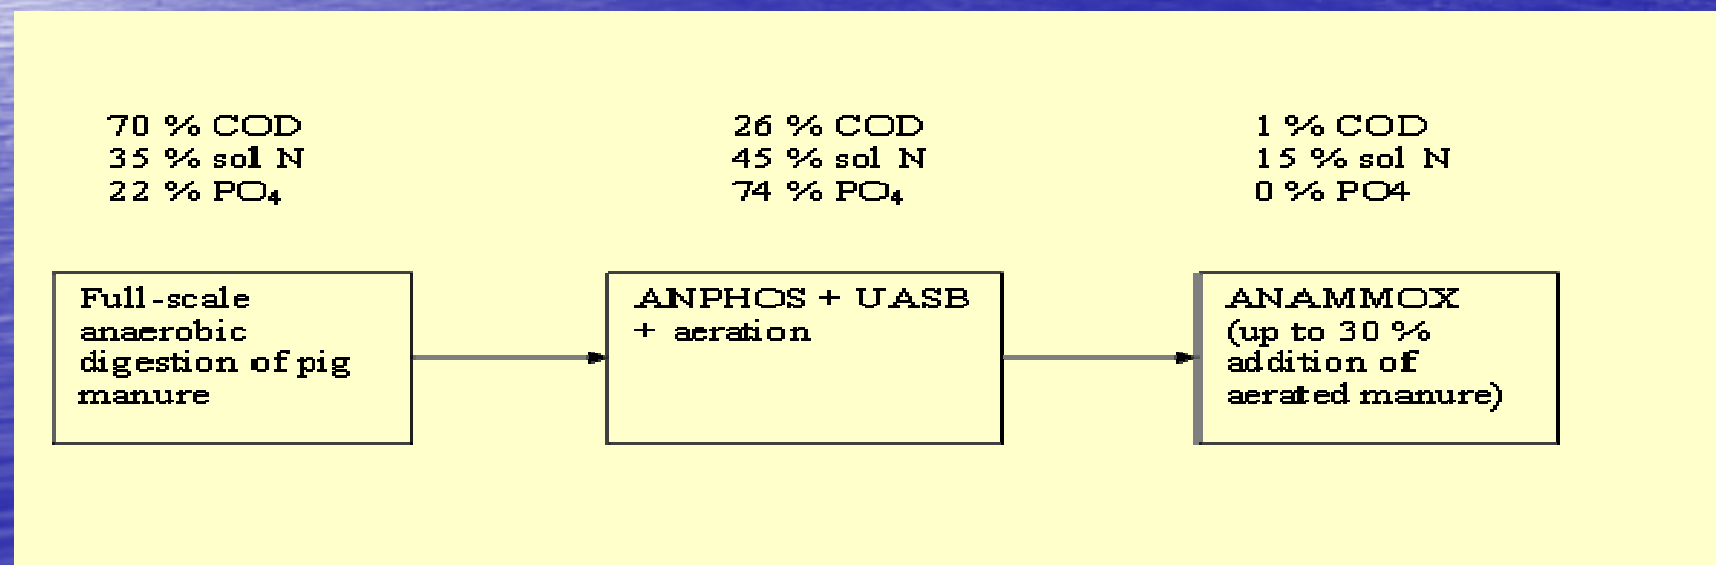 70 % COD
35 % sol N
22 % PO₄
26 % COD
45 % sol N
74 % PO₄
1 % COD
15 % sol N
0 % PO4
Full-scale
anaerobic
digestion of pig
manure
ANPHOS + UASB
+ aeration
ANAMMOX
(up to 30 %
addition of
aerated manure)